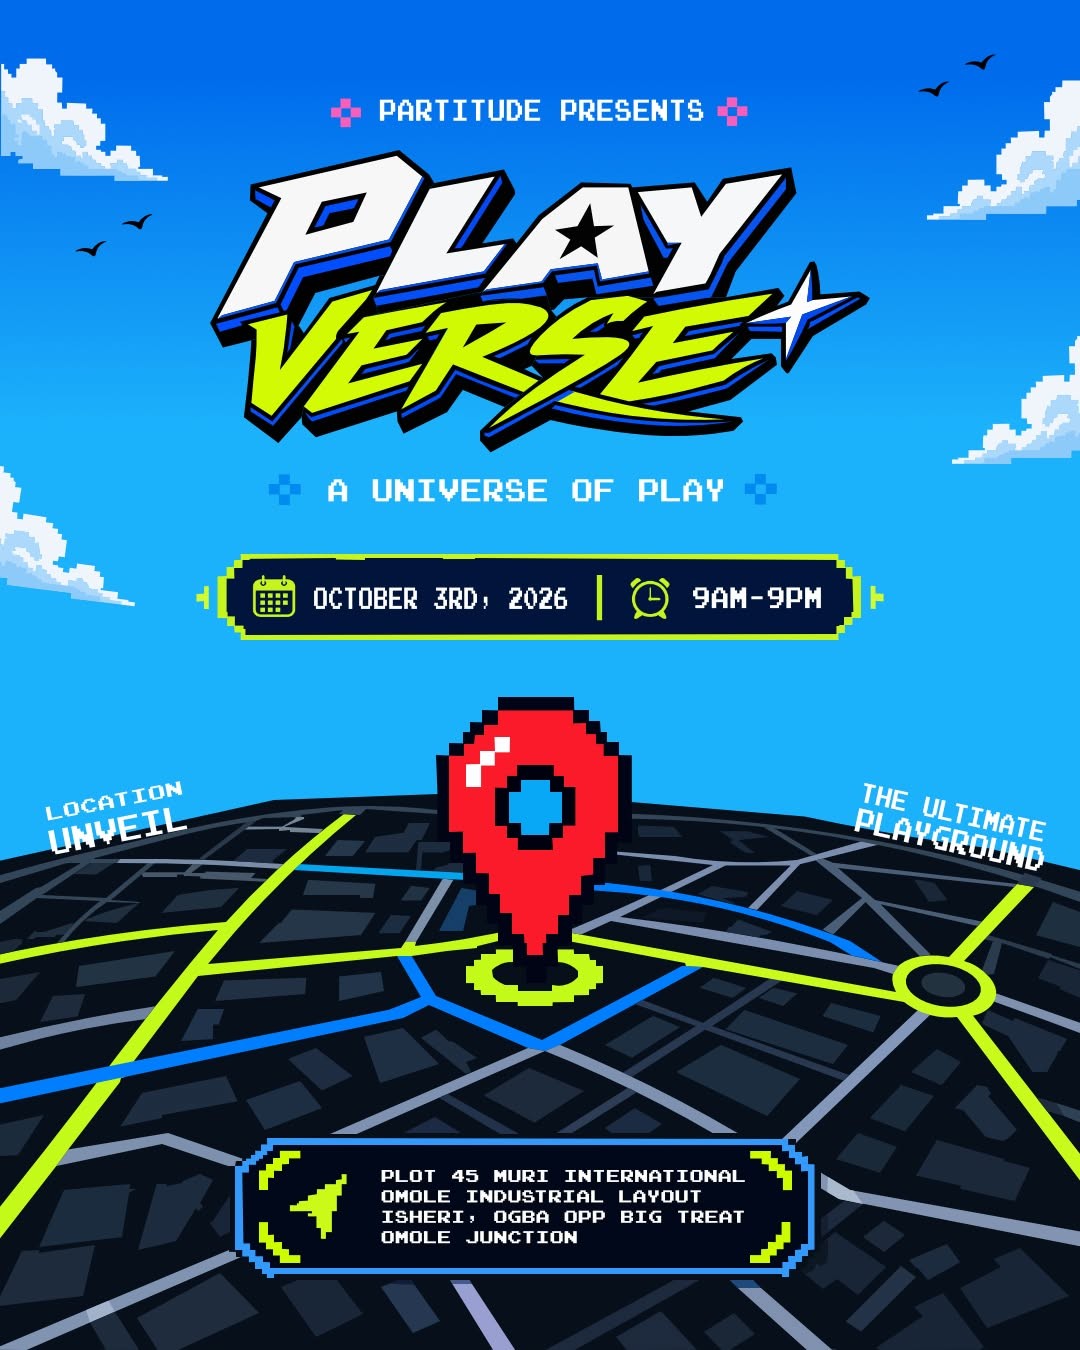 PARTITUDE PRESENTS
PLAY
VERSE
A UNIVERSE OF PLAY
OCTOBER 3RD, 2026 | 9AM-9PM
LOCATION
UNVEIL
THE ULTIMATE
PLAYGROUND
PLOT 45 MURI INTERNATIONAL
OMOLE INDUSTRIAL LAYOUT
ISHERI, OGBA OPP BIG TREAT
OMOLE JUNCTION